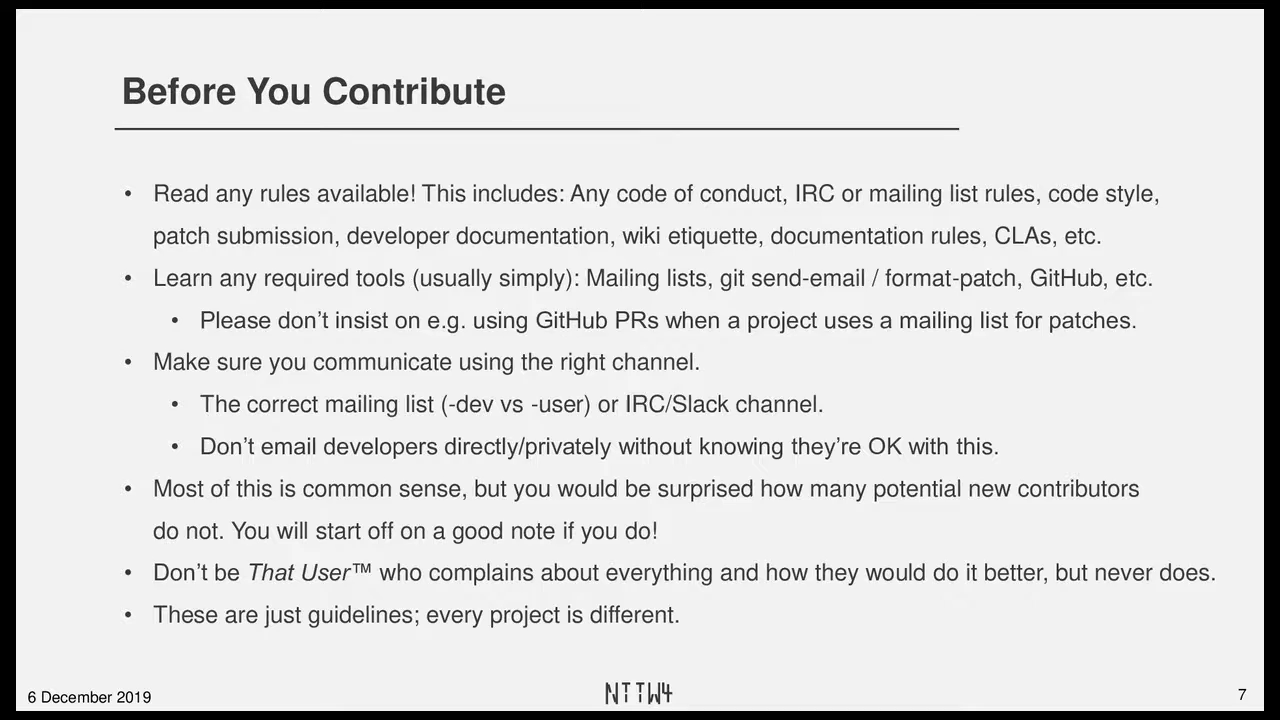 Before You Contribute
• Read any rules available! This includes: Any code of conduct, IRC or mailing list rules, code style,
patch submission, developer documentation, wiki etiquette, documentation rules, CLAs, etc.
• Learn any required tools (usually simply): Mailing lists, git send-email / format-patch, GitHub, etc.
• Please don’t insist on e.g. using GitHub PRs when a project uses a mailing list for patches.
• Make sure you communicate using the right channel.
• The correct mailing list (-dev vs -user) or IRC/Slack channel.
• Don’t email developers directly/privately without knowing they’re OK with this.
• Most of this is common sense, but you would be surprised how many potential new contributors
do not. You will start off on a good note if you do!
• Don’t be That User™ who complains about everything and how they would do it better, but never does.
• These are just guidelines; every project is different.
6 December 2019
NTTW4
7